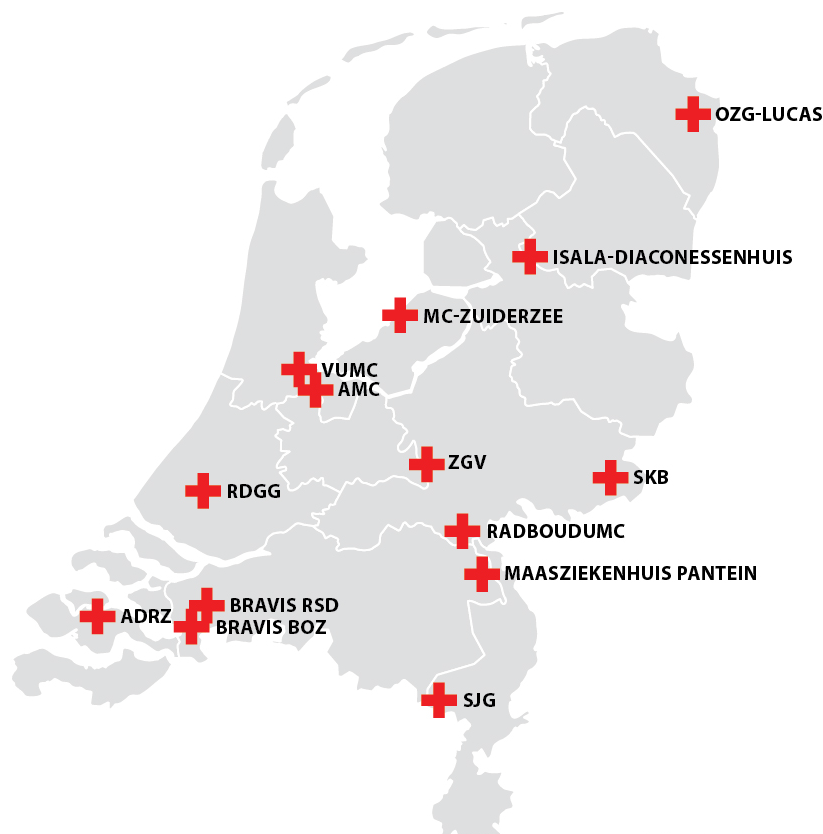 OZG-LUCAS
ISALA-DIACONESSENHUIS
MC-ZUIDERZEE
VUMC
AMC
ZGV
SKB
RDGG
RADBOUDUMC
MAASZIEKENHUIS PANTEIN
BRAVIS RSD
ADRZ
BRAVIS BOZ
SJG